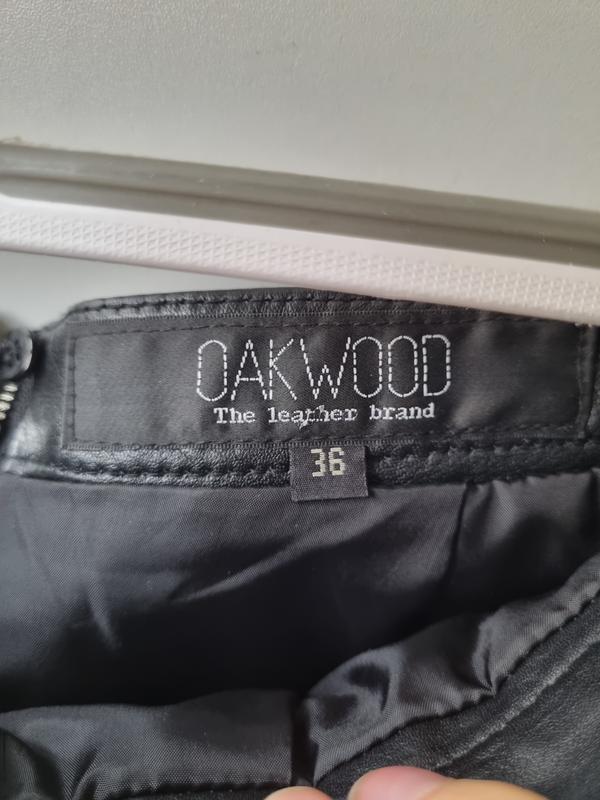 OAKWOOD
The leather brand
36